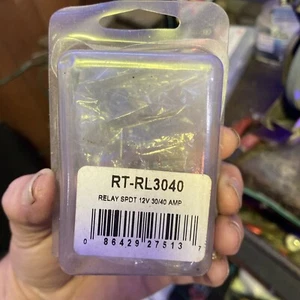 RT-RL3040
RELAY SPDT 12V 30/40 AMP
0 86429 27513 7